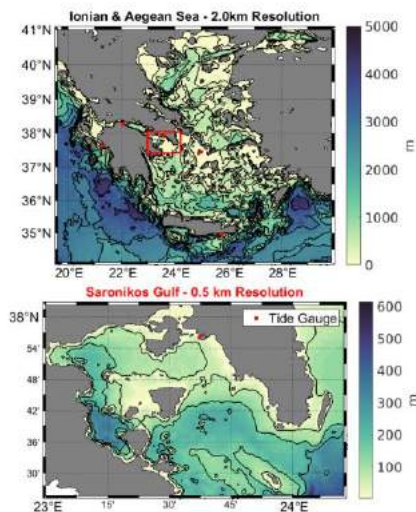 Ionian & Aegean Sea - 2.0km Resolution
41°N
40°N
39°N
38°N
37°N
36°N
35°N
20°E 22°E 24°E 26°E 28°E
5000
4000
3000
2000
1000
0
m
Saronikos Gulf - 0.5 km Resolution
Tide Gauge
38°N
54'
48'
42'
36'
30'
23°E 15' 30' 45' 24°E
600
500
400
300
200
100
m